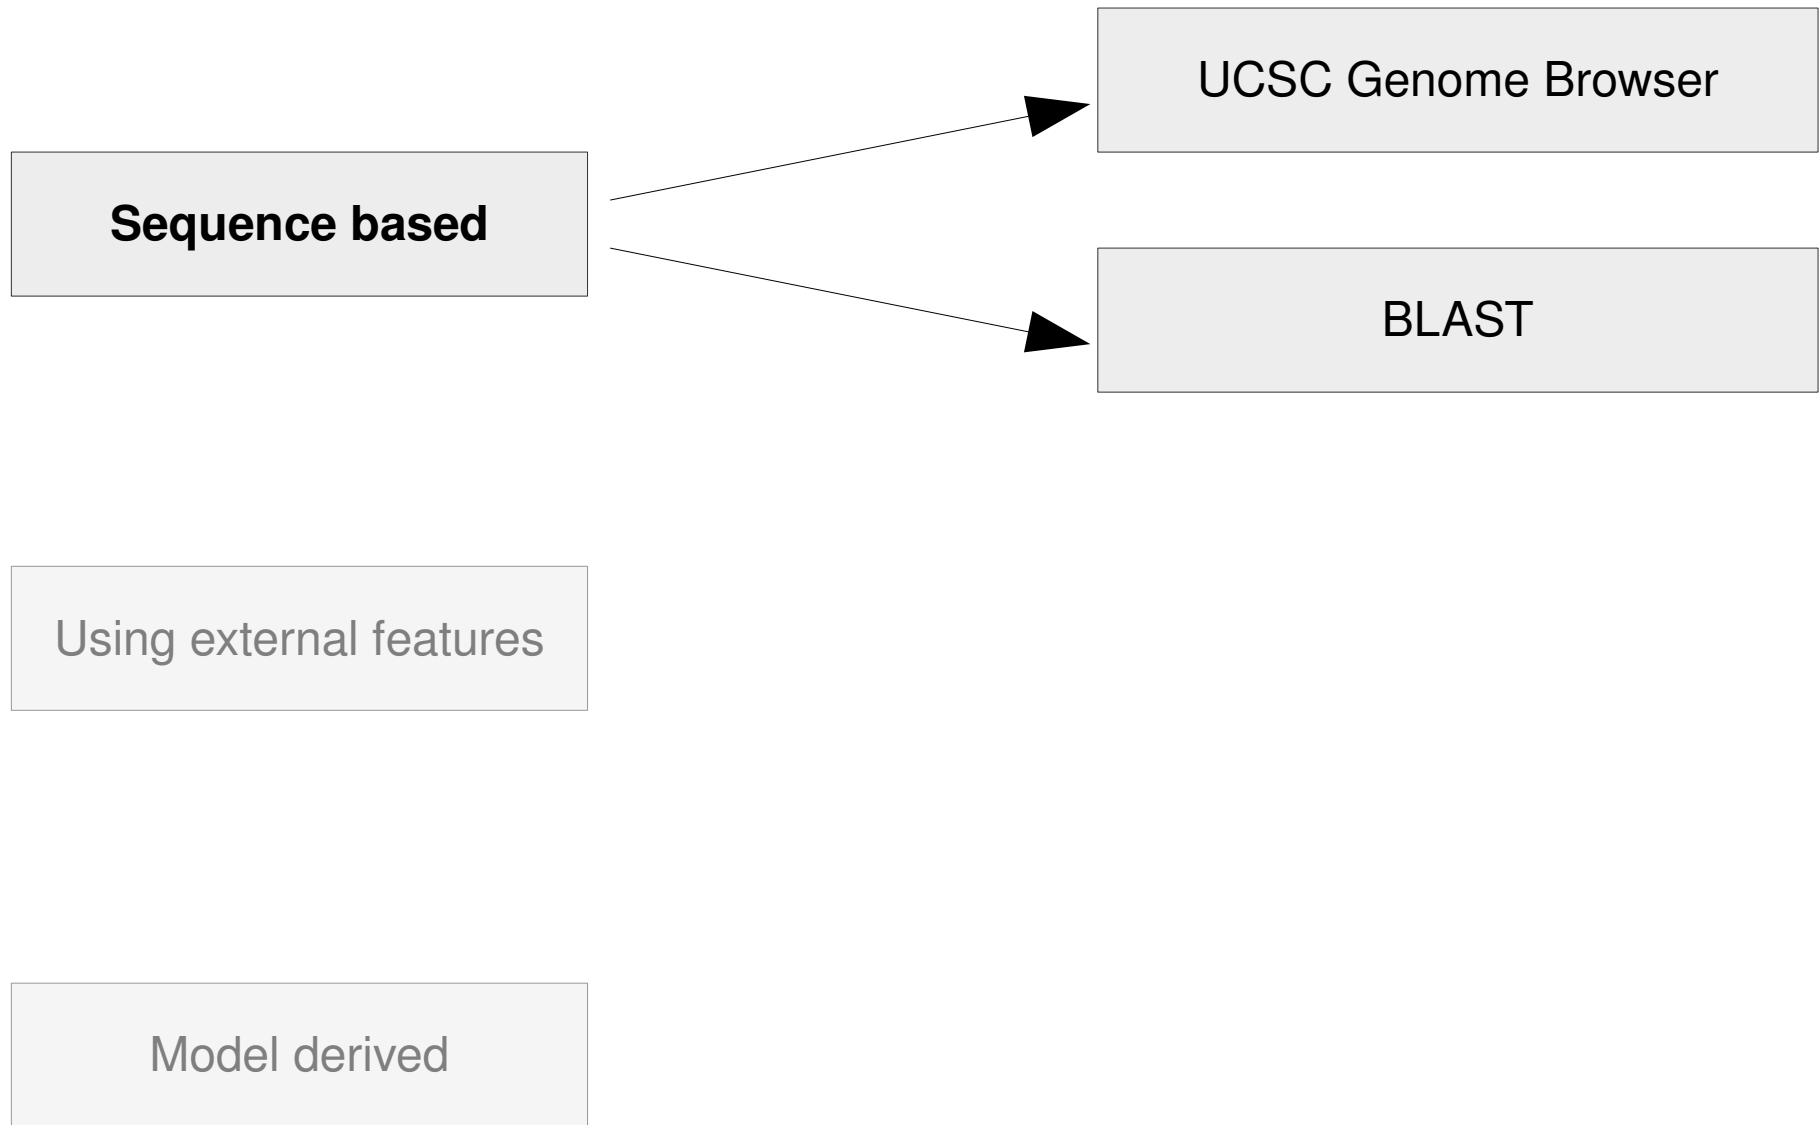 UCSC Genome Browser
Sequence based
BLAST
Using external features
Model derived